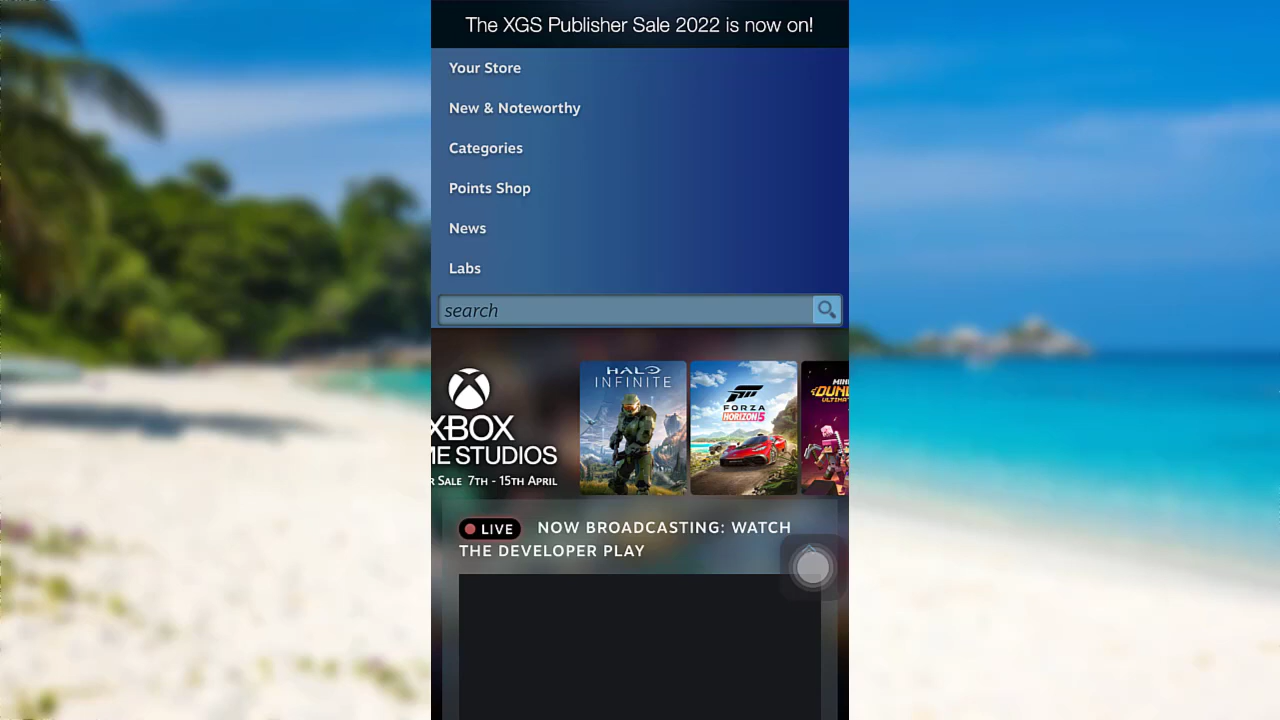 The XGS Publisher Sale 2022 is now on!
Your Store
New & Noteworthy
Categories
Points Shop
News
Labs
search
HALO
INFINITE
FORZA
HORIZON 5
XBOX
ME STUDIOS
R SALE 7TH - 15TH APRIL
LIVE NOW BROADCASTING: WATCH
THE DEVELOPER PLAY